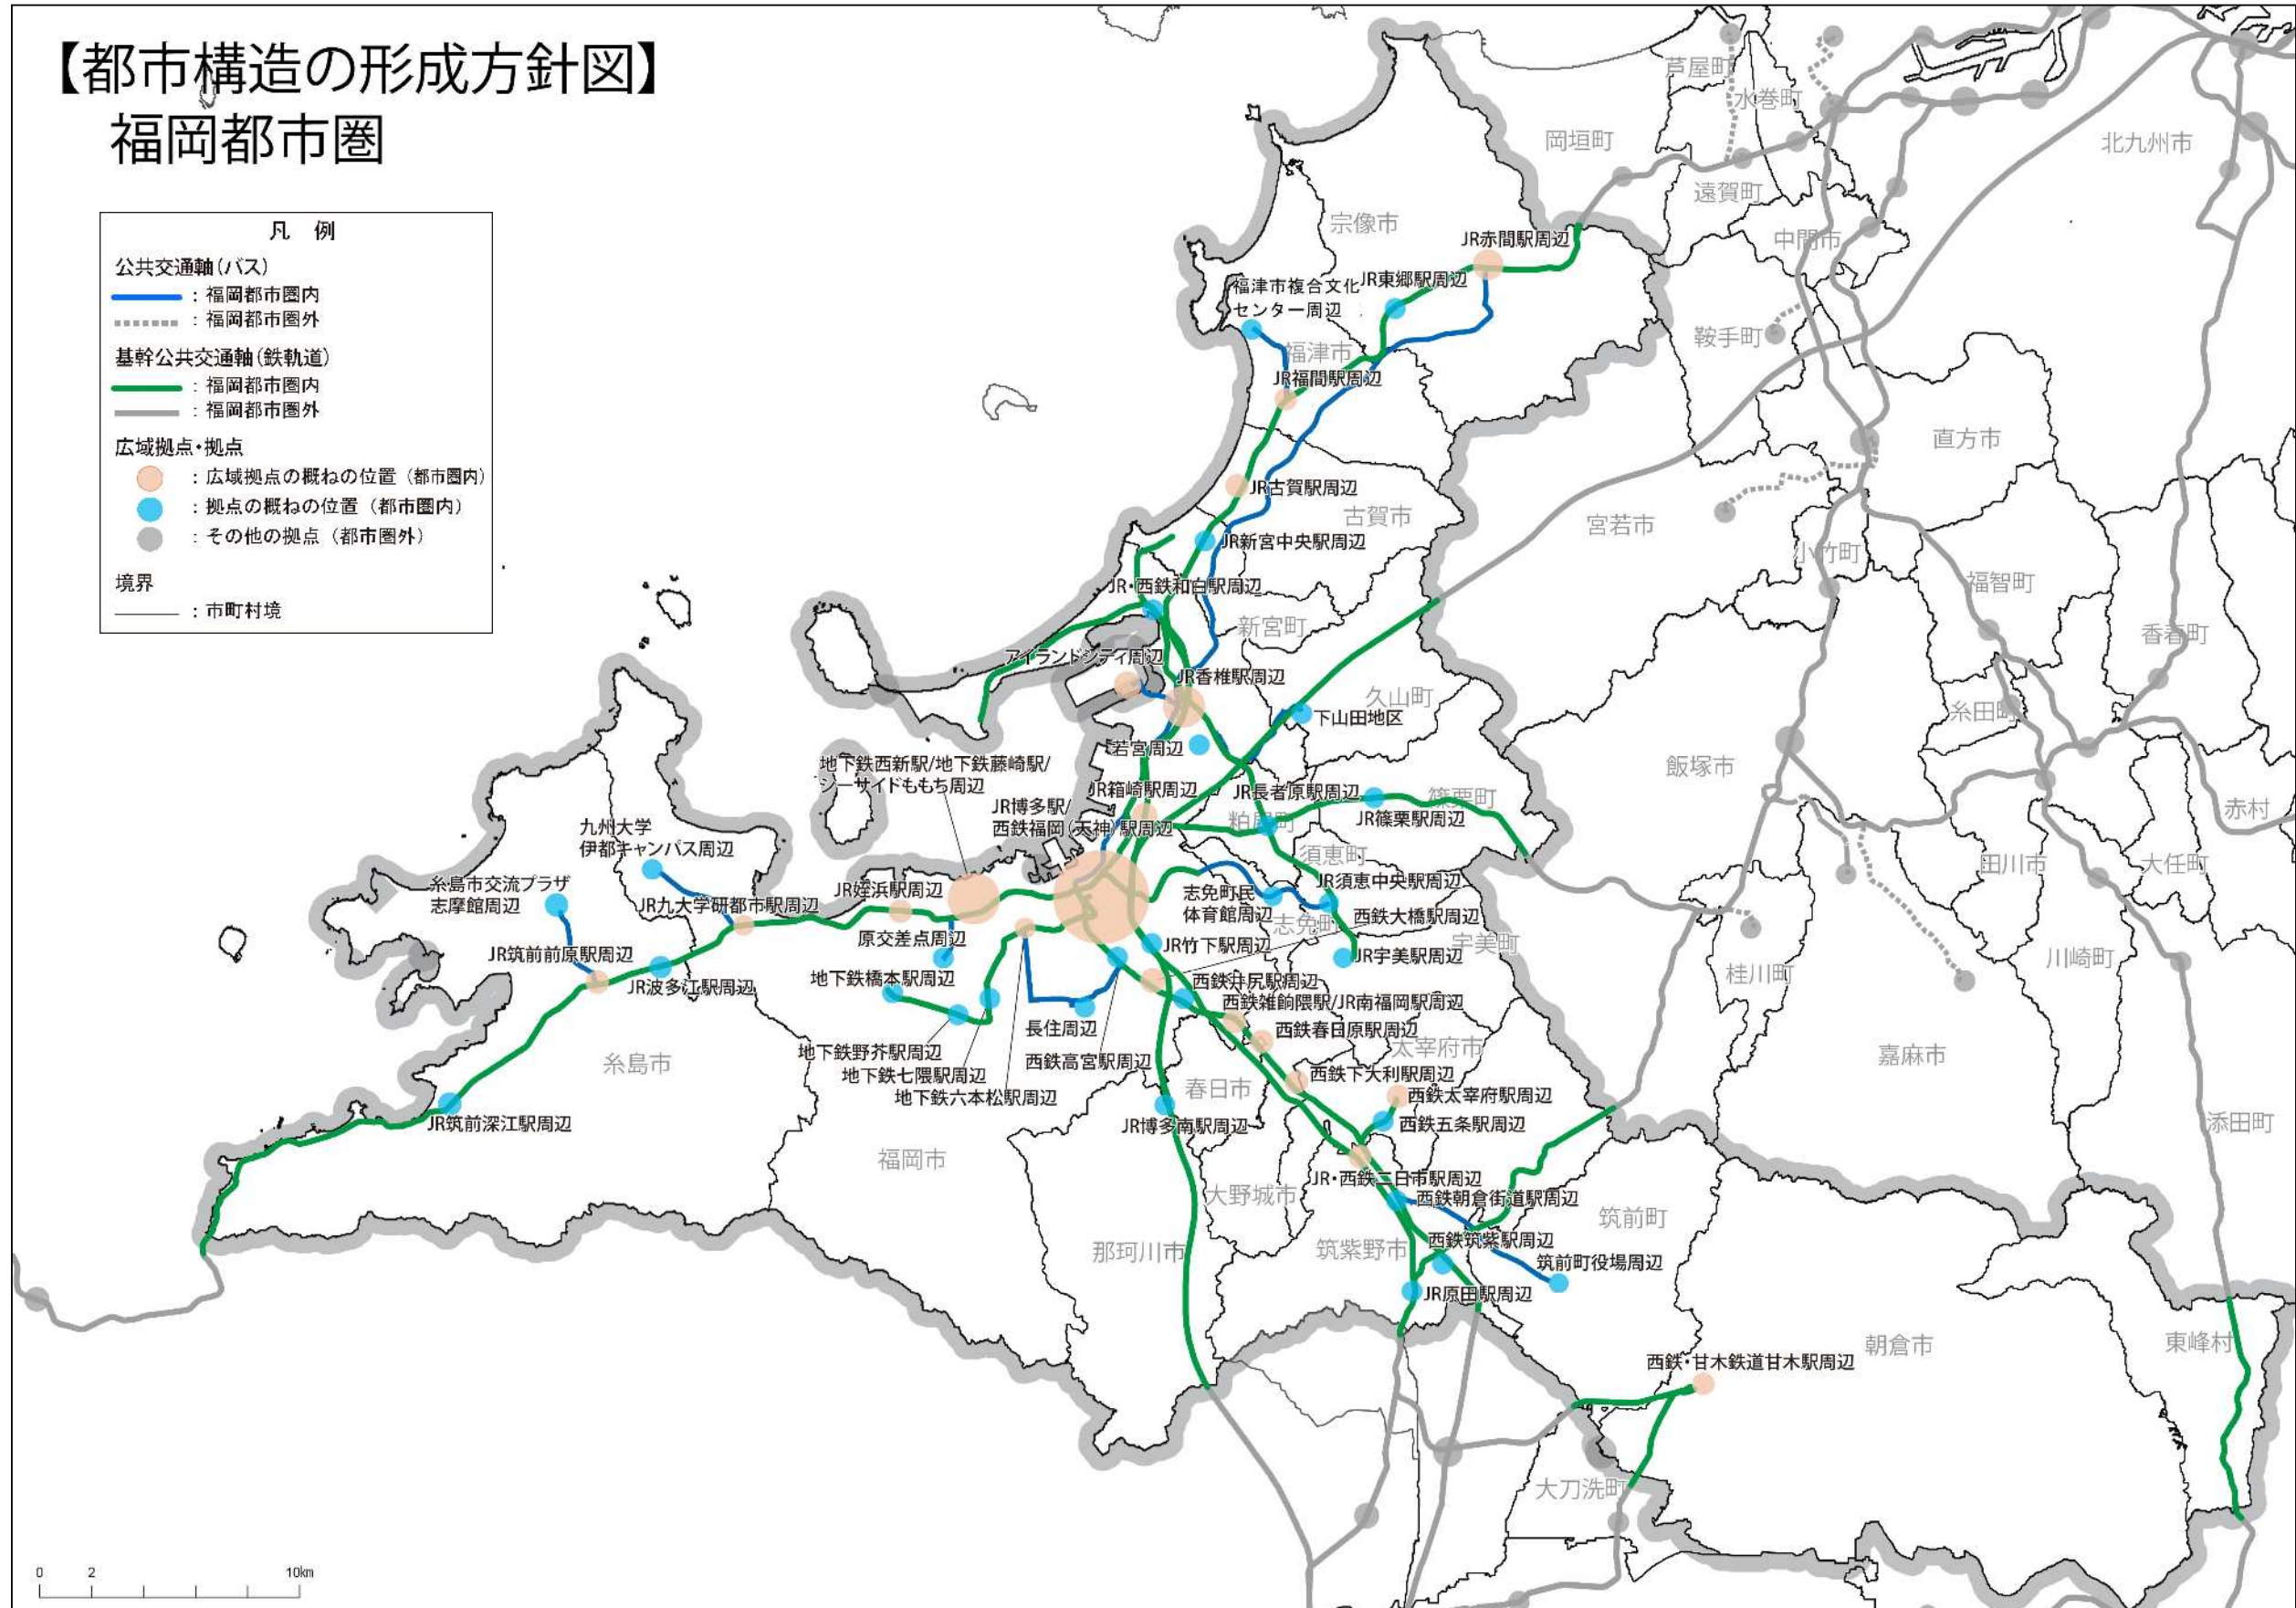 【都市構造の形成方針図】
福岡都市圏
凡 例
公共交通軸(バス)
：福岡都市圏内
：福岡都市圏外
基幹公共交通軸(鉄軌道)
：福岡都市圏内
：福岡都市圏外
広域拠点・拠点
：広域拠点の概ねの位置（都市圏内）
：拠点の概ねの位置（都市圏内）
：その他の拠点（都市圏外）
境界
：市町村境
芦屋町
水巻町
岡垣町
北九州市
遠賀町
宗像市
中間市
JR赤間駅周辺
JR東郷駅周辺
福津市複合文化
センター周辺
鞍手町
福津市
JR福間駅周辺
直方市
JR古賀駅周辺
古賀市
宮若市
JR新宮中央駅周辺
小竹町
福智町
JR・西鉄和白駅周辺
新宮町
香春町
アイランドシティ周辺
JR香椎駅周辺
久山町
下山田地区
糸田町
若宮周辺
地下鉄西新駅/地下鉄藤崎駅/
シーサイドももち周辺
飯塚市
JR箱崎駅周辺
JR長者原駅周辺
篠栗町
赤村
JR博多駅/
西鉄福岡(天神)駅周辺
粕屋町
JR篠栗駅周辺
九州大学
伊都キャンパス周辺
須恵町
田川市
大任町
糸島市交流プラザ
志摩館周辺
JR姪浜駅周辺
JR須恵中央駅周辺
志免町民
体育館周辺
JR九大学研都市駅周辺
西鉄大橋駅周辺
志免町
原交差点周辺
JR竹下駅周辺
宇美町
JR宇美駅周辺
JR筑前前原駅周辺
川崎町
桂川町
地下鉄橋本駅周辺
JR波多江駅周辺
西鉄井尻駅周辺
西鉄雑餉隈駅/JR南福岡駅周辺
長住周辺
西鉄春日原駅周辺
地下鉄野芥駅周辺
太宰府市
嘉麻市
糸島市
西鉄高宮駅周辺
地下鉄七隈駅周辺
西鉄下大利駅周辺
春日市
地下鉄六本松駅周辺
西鉄太宰府駅周辺
JR筑前深江駅周辺
JR博多南駅周辺
西鉄五条駅周辺
添田町
福岡市
JR・西鉄二日市駅周辺
大野城市
西鉄朝倉街道駅周辺
筑前町
西鉄筑紫駅周辺
那珂川市
筑紫野市
筑前町役場周辺
JR原田駅周辺
朝倉市
東峰村
西鉄・甘木鉄道甘木駅周辺
大刀洗町
0 2 10km